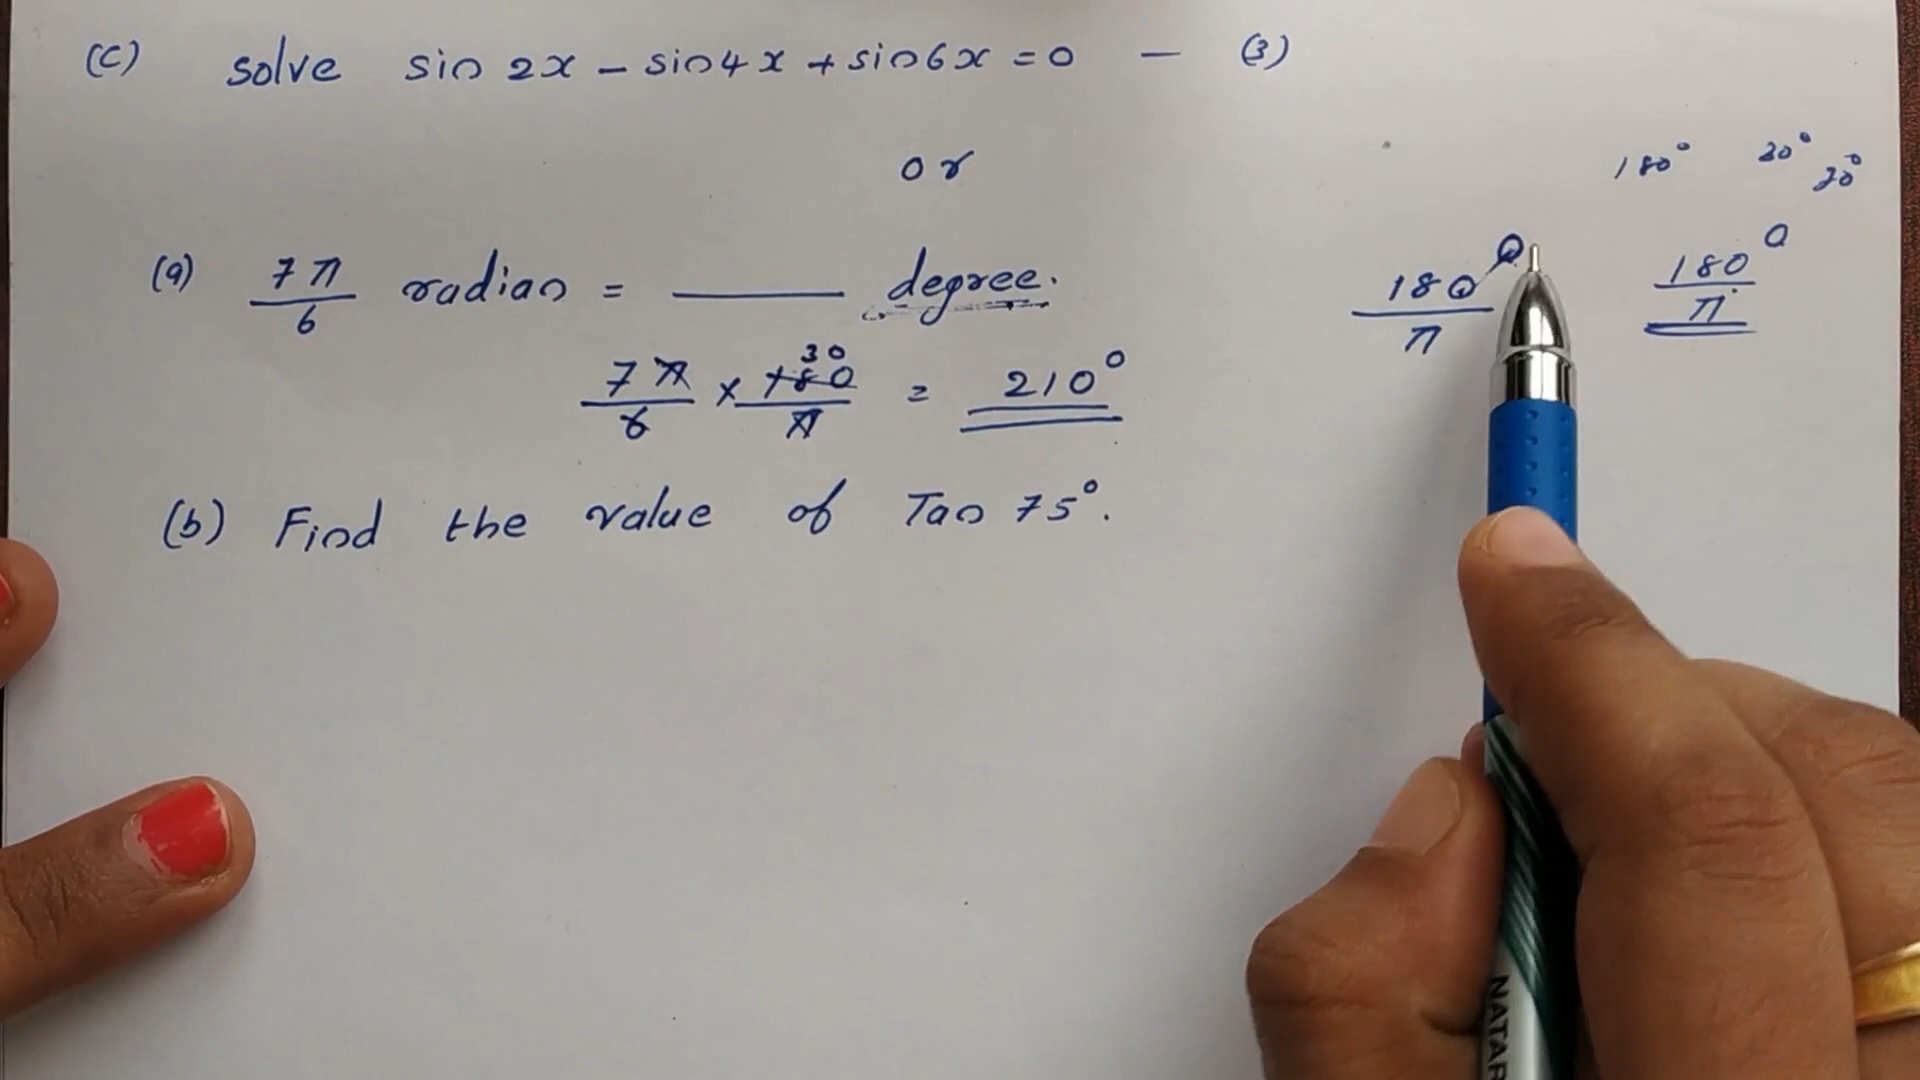 (c) solve sin 2x - sin4x + sin6x = 0 — (3)
or
180° 30° 30°
(a) 7π/6 radian = ______ degree.
180°/π 180°/π
7π/6 × 180/π = 210°
30
(b) Find the value of Tan 75°.
NATAR